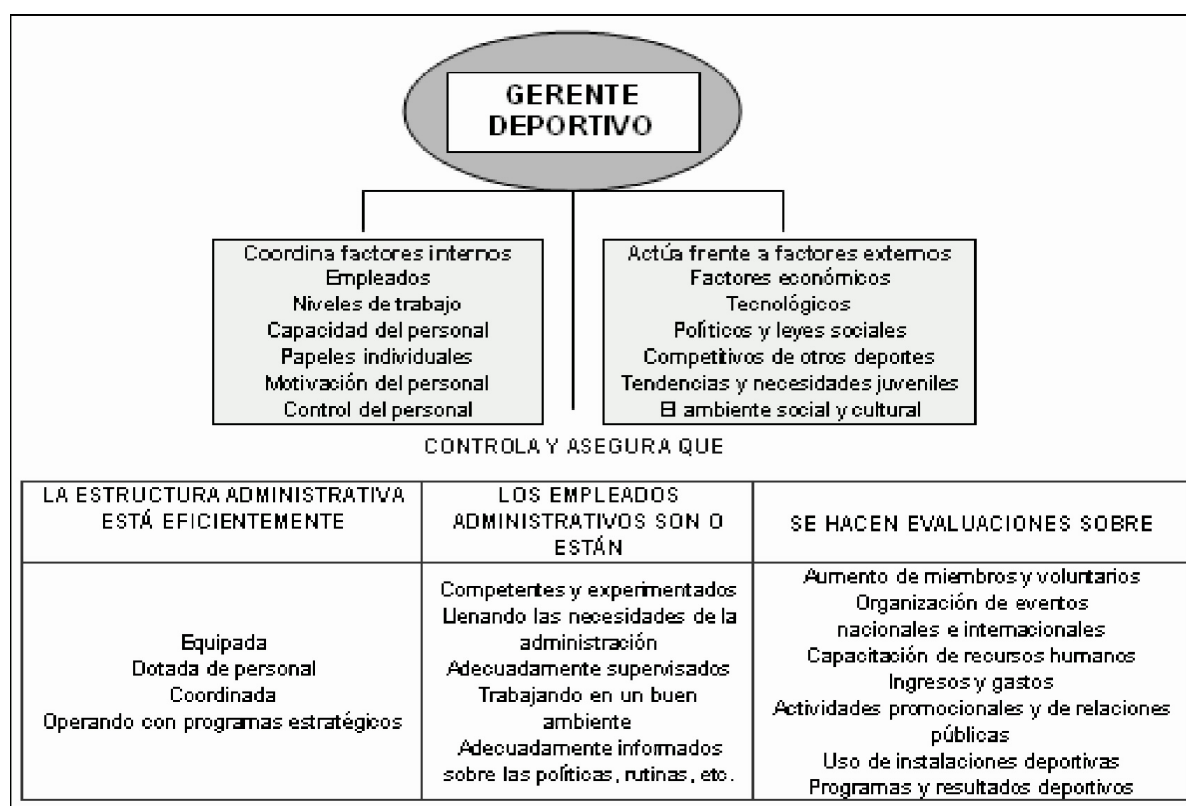 GERENTE
DEPORTIVO
Coordina factores internos
Empleados
Niveles de trabajo
Capacidad del personal
Papeles individuales
Motivación del personal
Control del personal
Actúa frente a factores externos
Factores económicos
Tecnológicos
Políticos y leyes sociales
Competitivos de otros deportes
Tendencias y necesidades juveniles
El ambiente social y cultural
CONTROLA Y ASEGURA QUE
LA ESTRUCTURA ADMINISTRATIVA
ESTÁ EFICIENTEMENTE
LOS EMPLEADOS
ADMINISTRATIVOS SON O
ESTÁN
SE HACEN EVALUACIONES SOBRE
Equipada
Dotada de personal
Coordinada
Operando con programas estratégicos
Competentes y experimentados
Llenando las necesidades de la
administración
Adecuadamente supervisados
Trabajando en un buen
ambiente
Adecuadamente informados
sobre las políticas, rutinas, etc.
Aumento de miembros y voluntarios
Organización de eventos
nacionales e internacionales
Capacitación de recursos humanos
Ingresos y gastos
Actividades promocionales y de relaciones
públicas
Uso de instalaciones deportivas
Programas y resultados deportivos